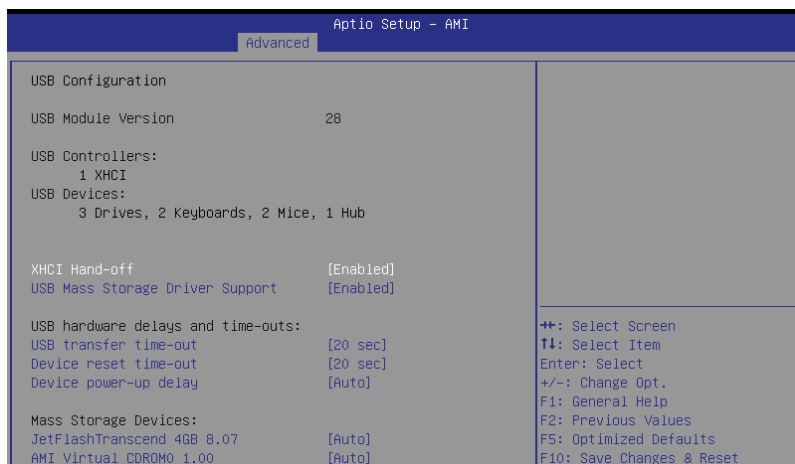 Aptio Setup – AMI
Advanced
USB Configuration
USB Module Version 28
USB Controllers:
1 XHCI
USB Devices:
3 Drives, 2 Keyboards, 2 Mice, 1 Hub
XHCI Hand-off [Enabled]
USB Mass Storage Driver Support [Enabled]
USB hardware delays and time-outs:
USB transfer time-out [20 sec]
Device reset time-out [20 sec]
Device power-up delay [Auto]
Mass Storage Devices:
JetFlashTranscend 4GB 8.07 [Auto]
AMI Virtual CDROM0 1.00 [Auto]
→←: Select Screen
↑↓: Select Item
Enter: Select
+/-: Change Opt.
F1: General Help
F2: Previous Values
F5: Optimized Defaults
F10: Save Changes & Reset